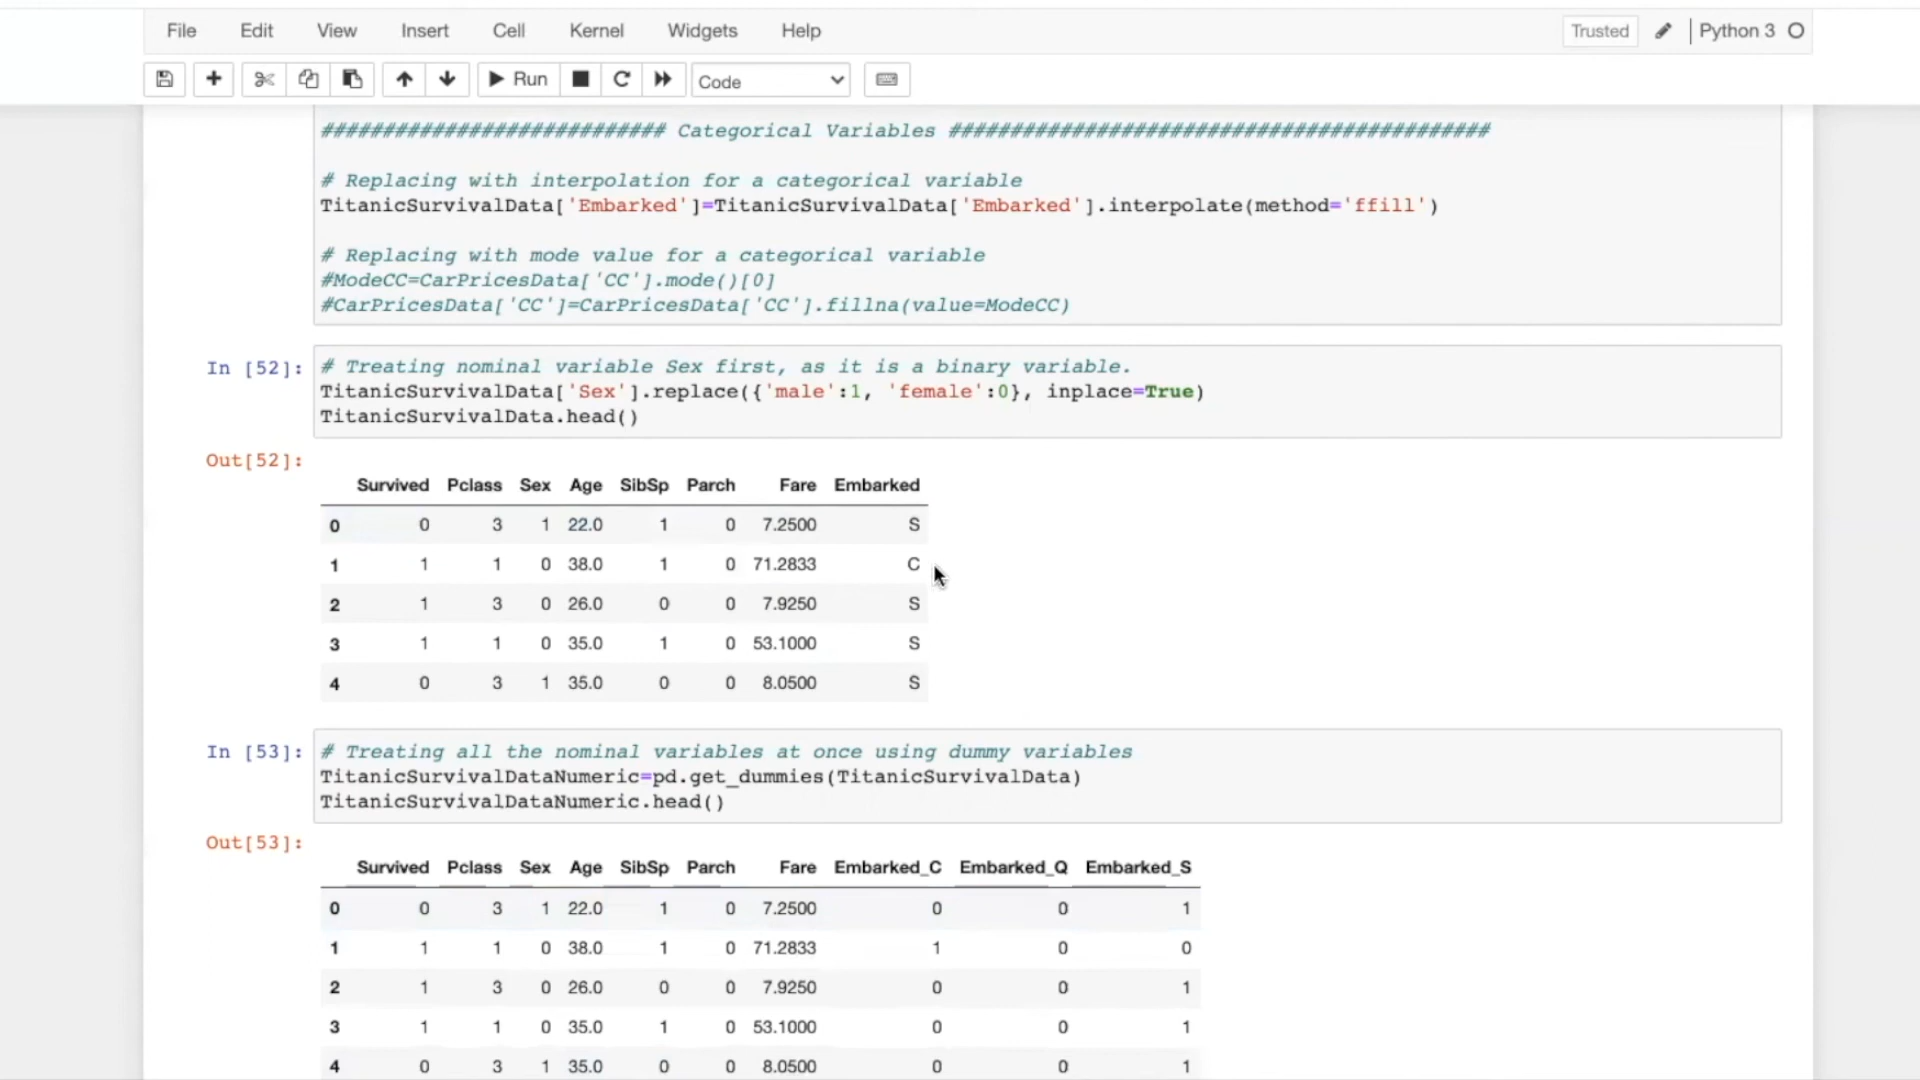 File Edit View Insert Cell Kernel Widgets Help Trusted Python 3
Run Code
############################ Categorical Variables ############################################
# Replacing with interpolation for a categorical variable
TitanicSurvivalData['Embarked']=TitanicSurvivalData['Embarked'].interpolate(method='ffill')
# Replacing with mode value for a categorical variable
#ModeCC=CarPricesData['CC'].mode()[0]
#CarPricesData['CC']=CarPricesData['CC'].fillna(value=ModeCC)
In [52]: # Treating nominal variable Sex first, as it is a binary variable.
TitanicSurvivalData['Sex'].replace({'male':1, 'female':0}, inplace=True)
TitanicSurvivalData.head()
Out[52]:
Survived Pclass Sex Age SibSp Parch Fare Embarked
0 0 3 1 22.0 1 0 7.2500 S
1 1 1 0 38.0 1 0 71.2833 C
2 1 3 0 26.0 0 0 7.9250 S
3 1 1 0 35.0 1 0 53.1000 S
4 0 3 1 35.0 0 0 8.0500 S
In [53]: # Treating all the nominal variables at once using dummy variables
TitanicSurvivalDataNumeric=pd.get_dummies(TitanicSurvivalData)
TitanicSurvivalDataNumeric.head()
Out[53]:
Survived Pclass Sex Age SibSp Parch Fare Embarked_C Embarked_Q Embarked_S
0 0 3 1 22.0 1 0 7.2500 0 0 1
1 1 1 0 38.0 1 0 71.2833 1 0 0
2 1 3 0 26.0 0 0 7.9250 0 0 1
3 1 1 0 35.0 1 0 53.1000 0 0 1
4 0 3 1 35.0 0 0 8.0500 0 0 1